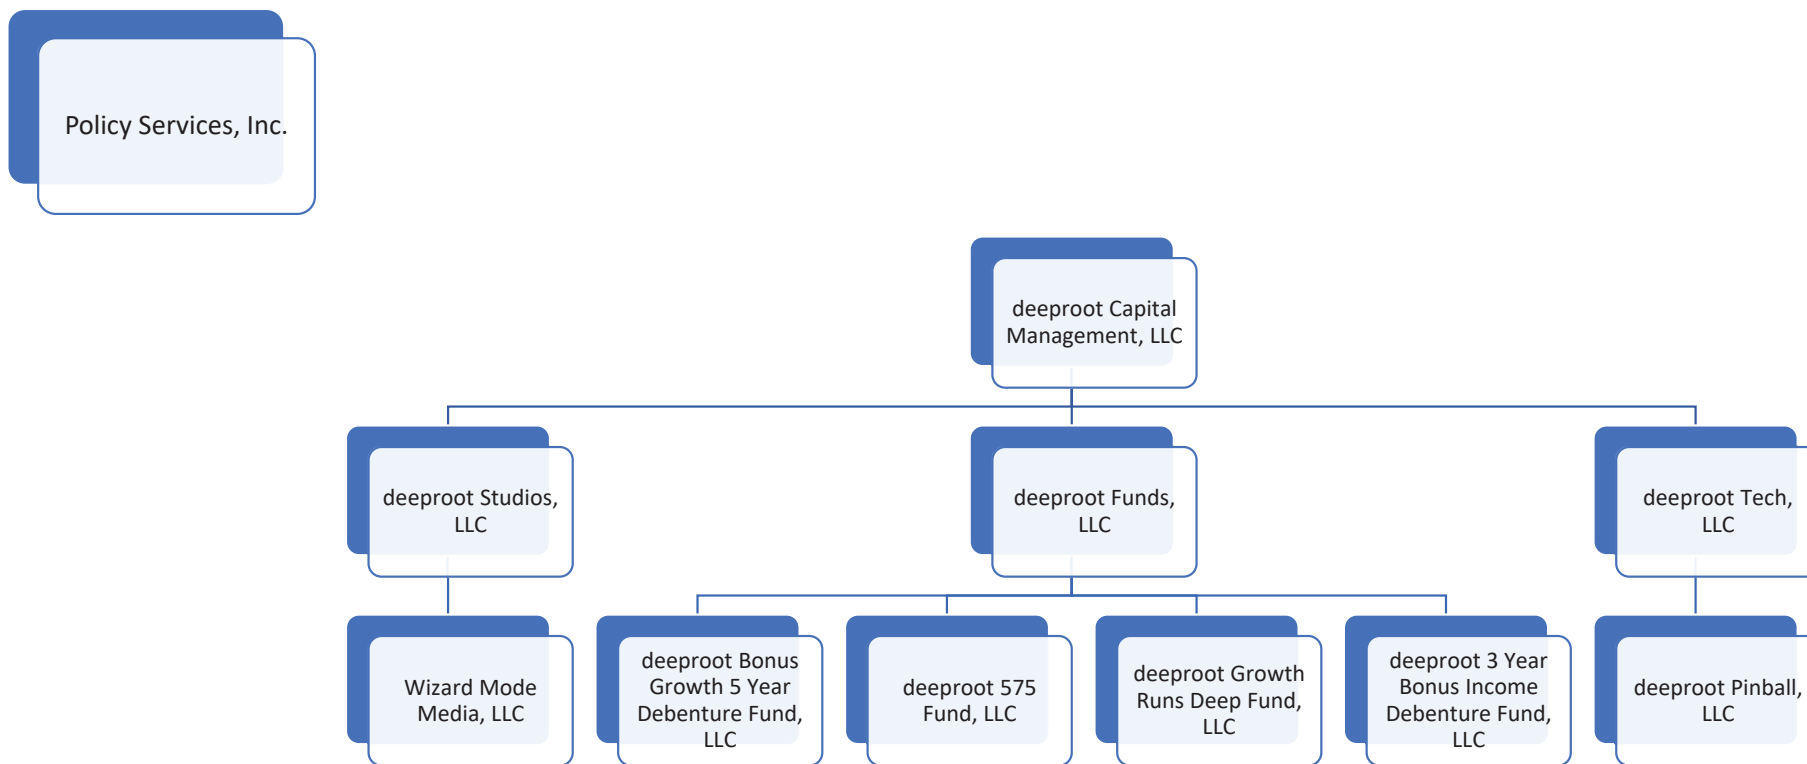 Policy Services, Inc.
deeproot Capital
Management, LLC
deeproot Studios,
LLC
deeproot Funds,
LLC
deeproot Tech,
LLC
Wizard Mode
Media, LLC
deeproot Bonus
Growth 5 Year
Debenture Fund,
LLC
deeproot 575
Fund, LLC
deeproot Growth
Runs Deep Fund,
LLC
deeproot 3 Year
Bonus Income
Debenture Fund,
LLC
deeproot Pinball,
LLC